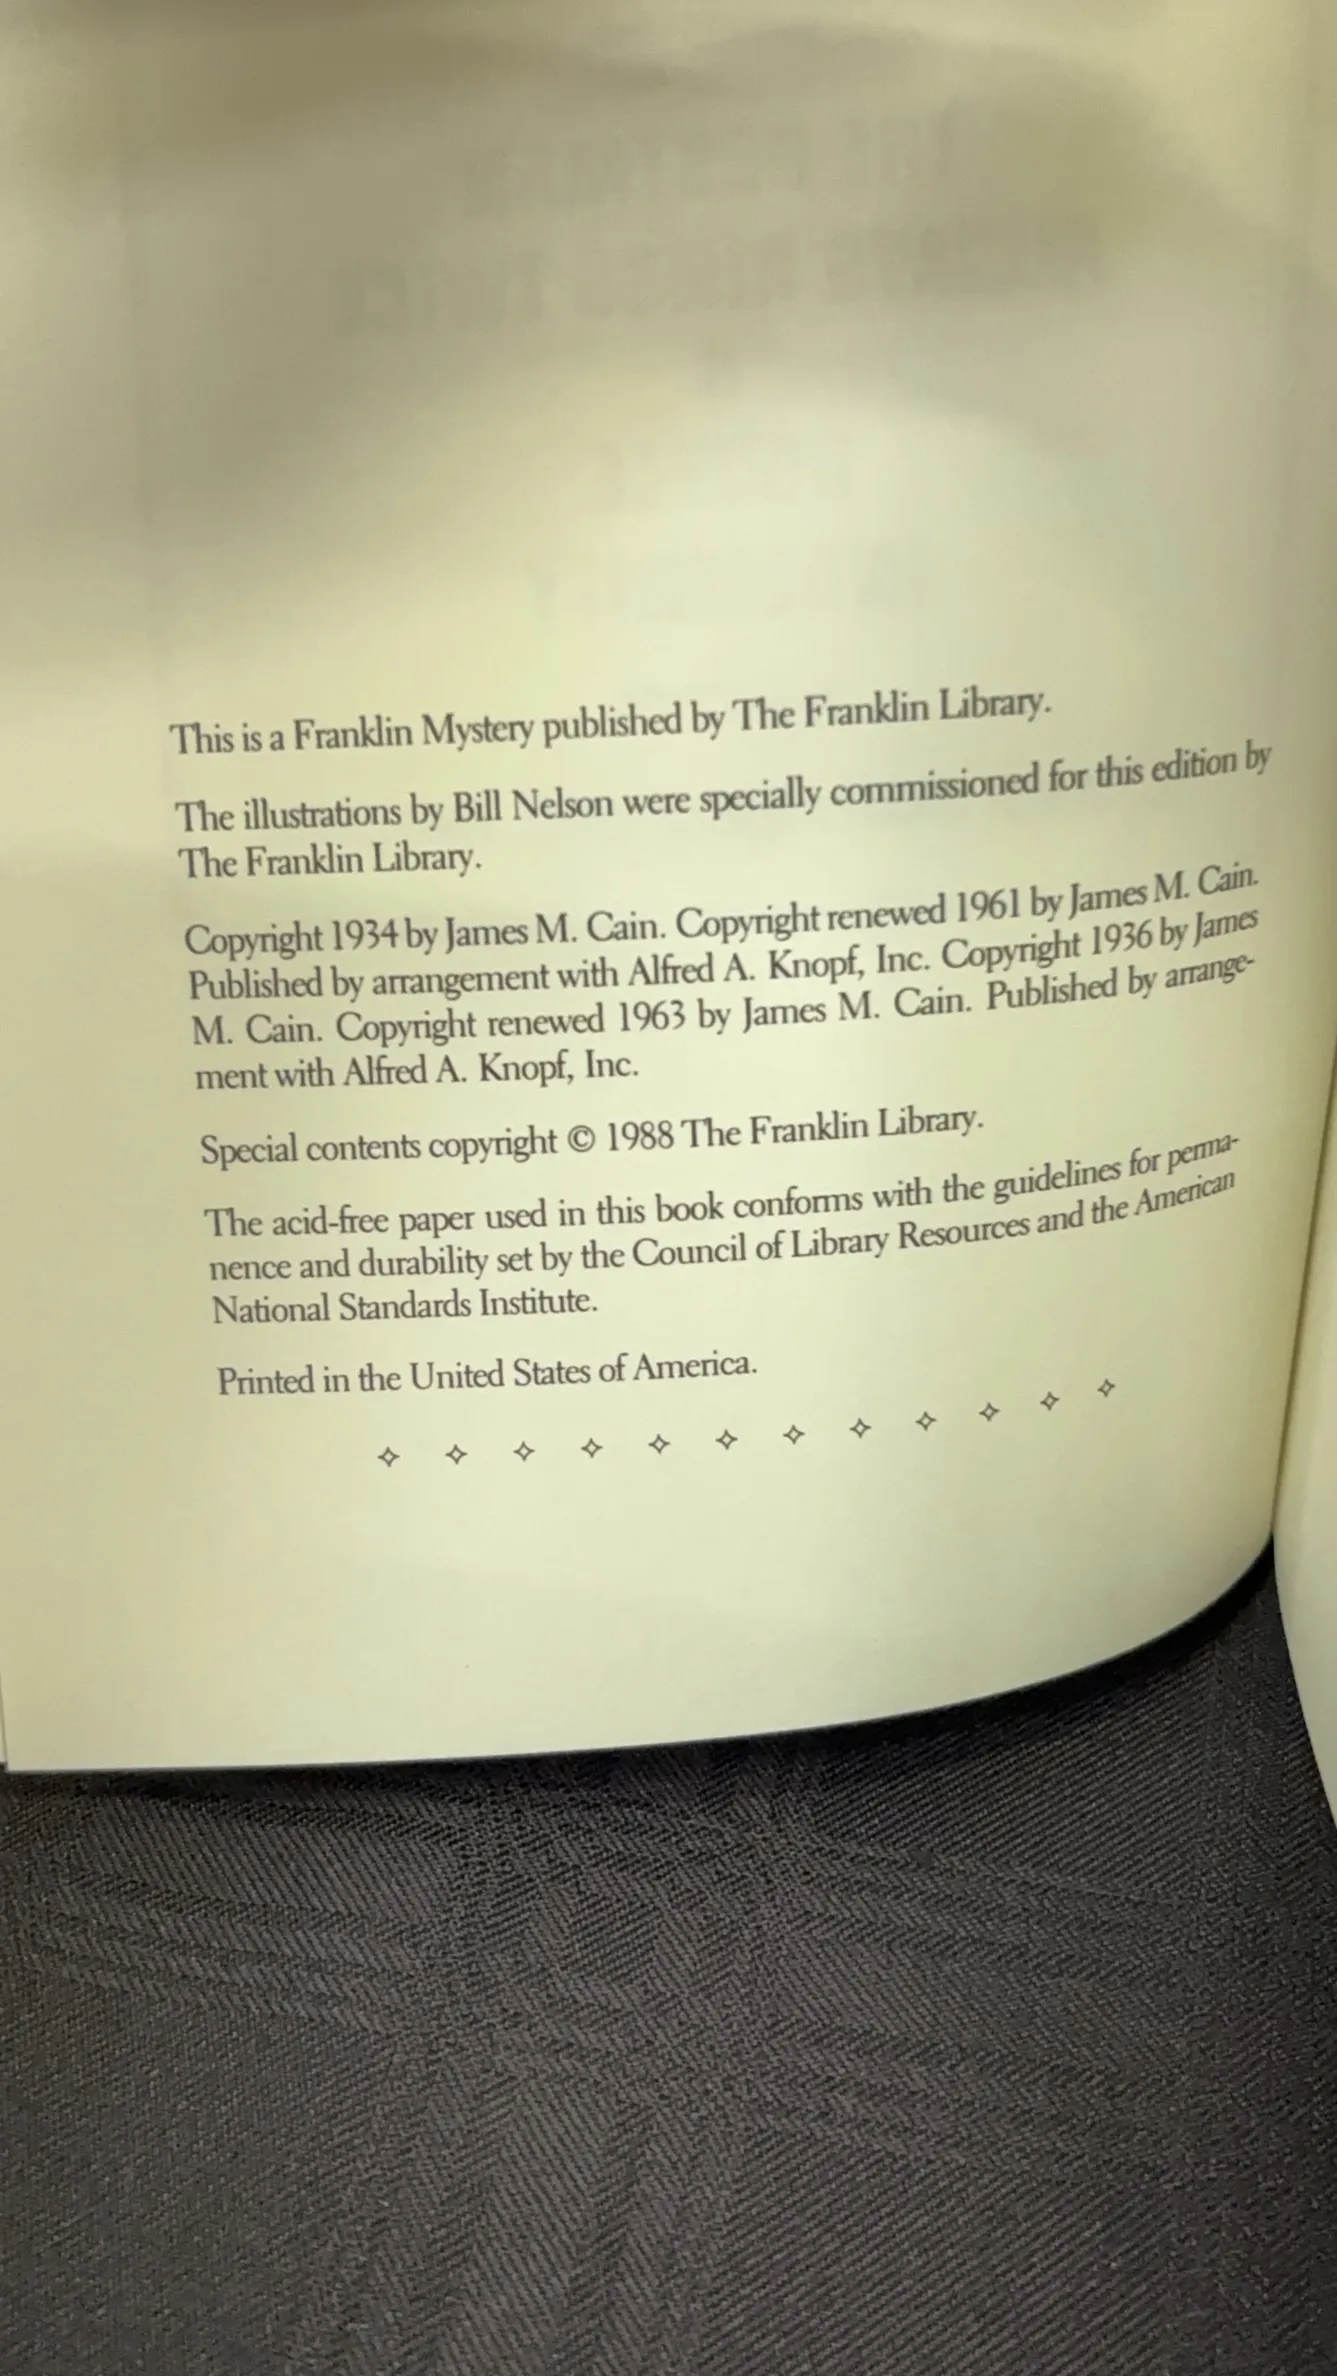 This is a Franklin Mystery published by The Franklin Library.
The illustrations by Bill Nelson were specially commissioned for this edition by
The Franklin Library.
Copyright 1934 by James M. Cain. Copyright renewed 1961 by James M. Cain.
Published by arrangement with Alfred A. Knopf, Inc. Copyright 1936 by James
M. Cain. Copyright renewed 1963 by James M. Cain. Published by arrange-
ment with Alfred A. Knopf, Inc.
Special contents copyright © 1988 The Franklin Library.
The acid-free paper used in this book conforms with the guidelines for perma-
nence and durability set by the Council of Library Resources and the American
National Standards Institute.
Printed in the United States of America.